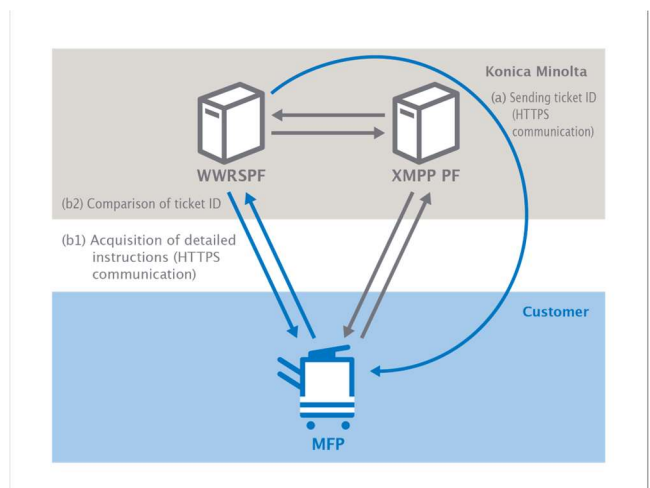 Konica Minolta
(a) Sending ticket ID
(HTTPS
communication)
WWRSPF
XMPP PF
(b2) Comparison of ticket ID
(b1) Acquisition of detailed
instructions (HTTPS
communication)
Customer
MFP